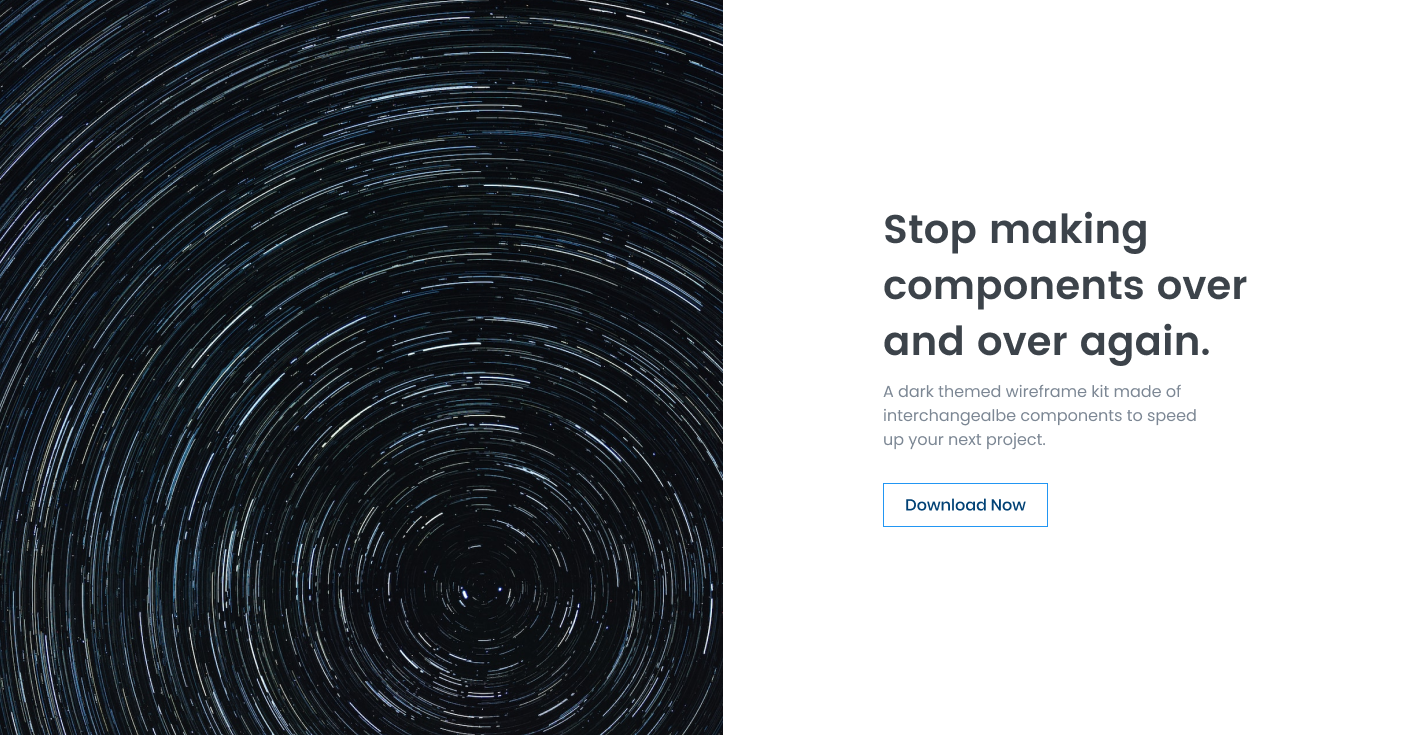 Stop making
components over
and over again.
A dark themed wireframe kit made of
interchangealbe components to speed
up your next project.
Download Now